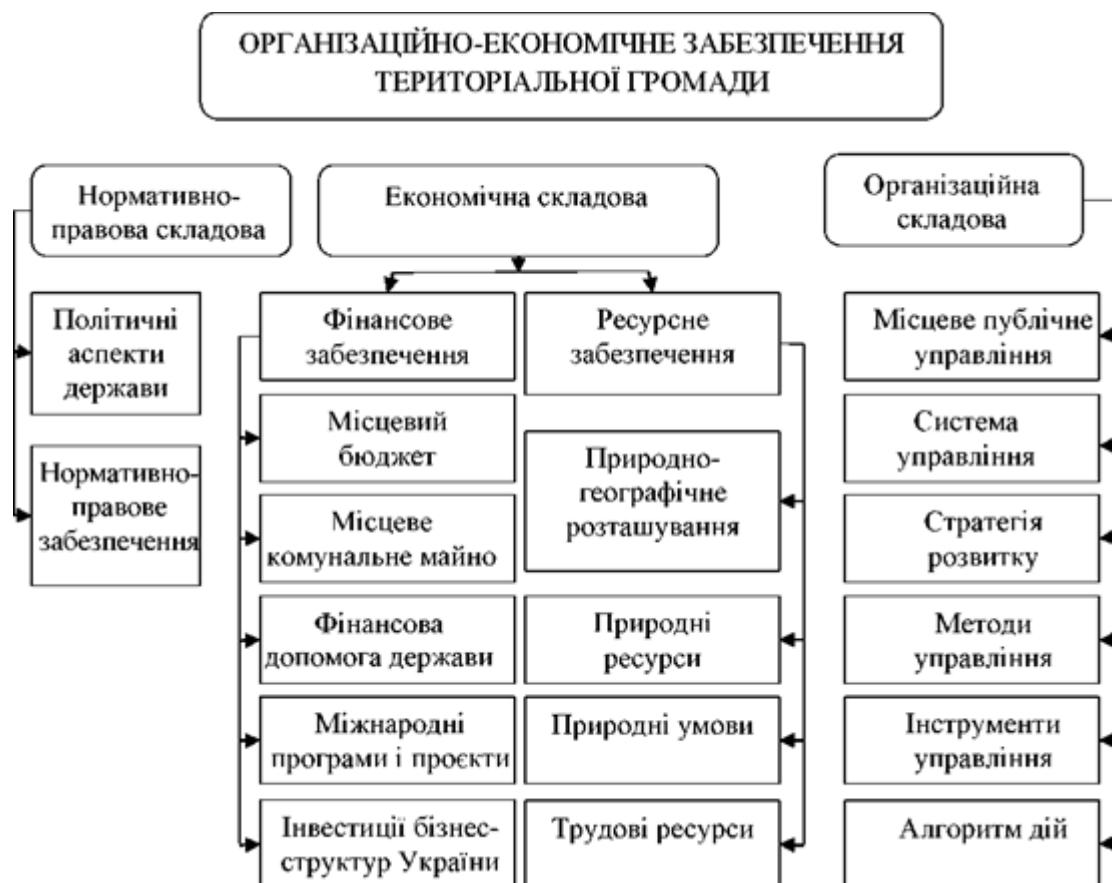 ОРГАНІЗАЦІЙНО-ЕКОНОМІЧНЕ ЗАБЕЗПЕЧЕННЯ
ТЕРИТОРІАЛЬНОЇ ГРОМАДИ
Нормативно-
правова складова
Економічна складова
Організаційна
складова
Політичні
аспекти
держави
Нормативно-
правове
забезпечення
Фінансове
забезпечення
Місцевий
бюджет
Місцеве
комунальне майно
Фінансова
допомога держави
Міжнародні
програми і проєкти
Інвестиції бізнес-
структур України
Ресурсне
забезпечення
Природно-
географічне
розташування
Природні
ресурси
Природні умови
Трудові ресурси
Місцеве публічне
управління
Система
управління
Стратегія
розвитку
Методи
управління
Інструменти
управління
Алгоритм дій